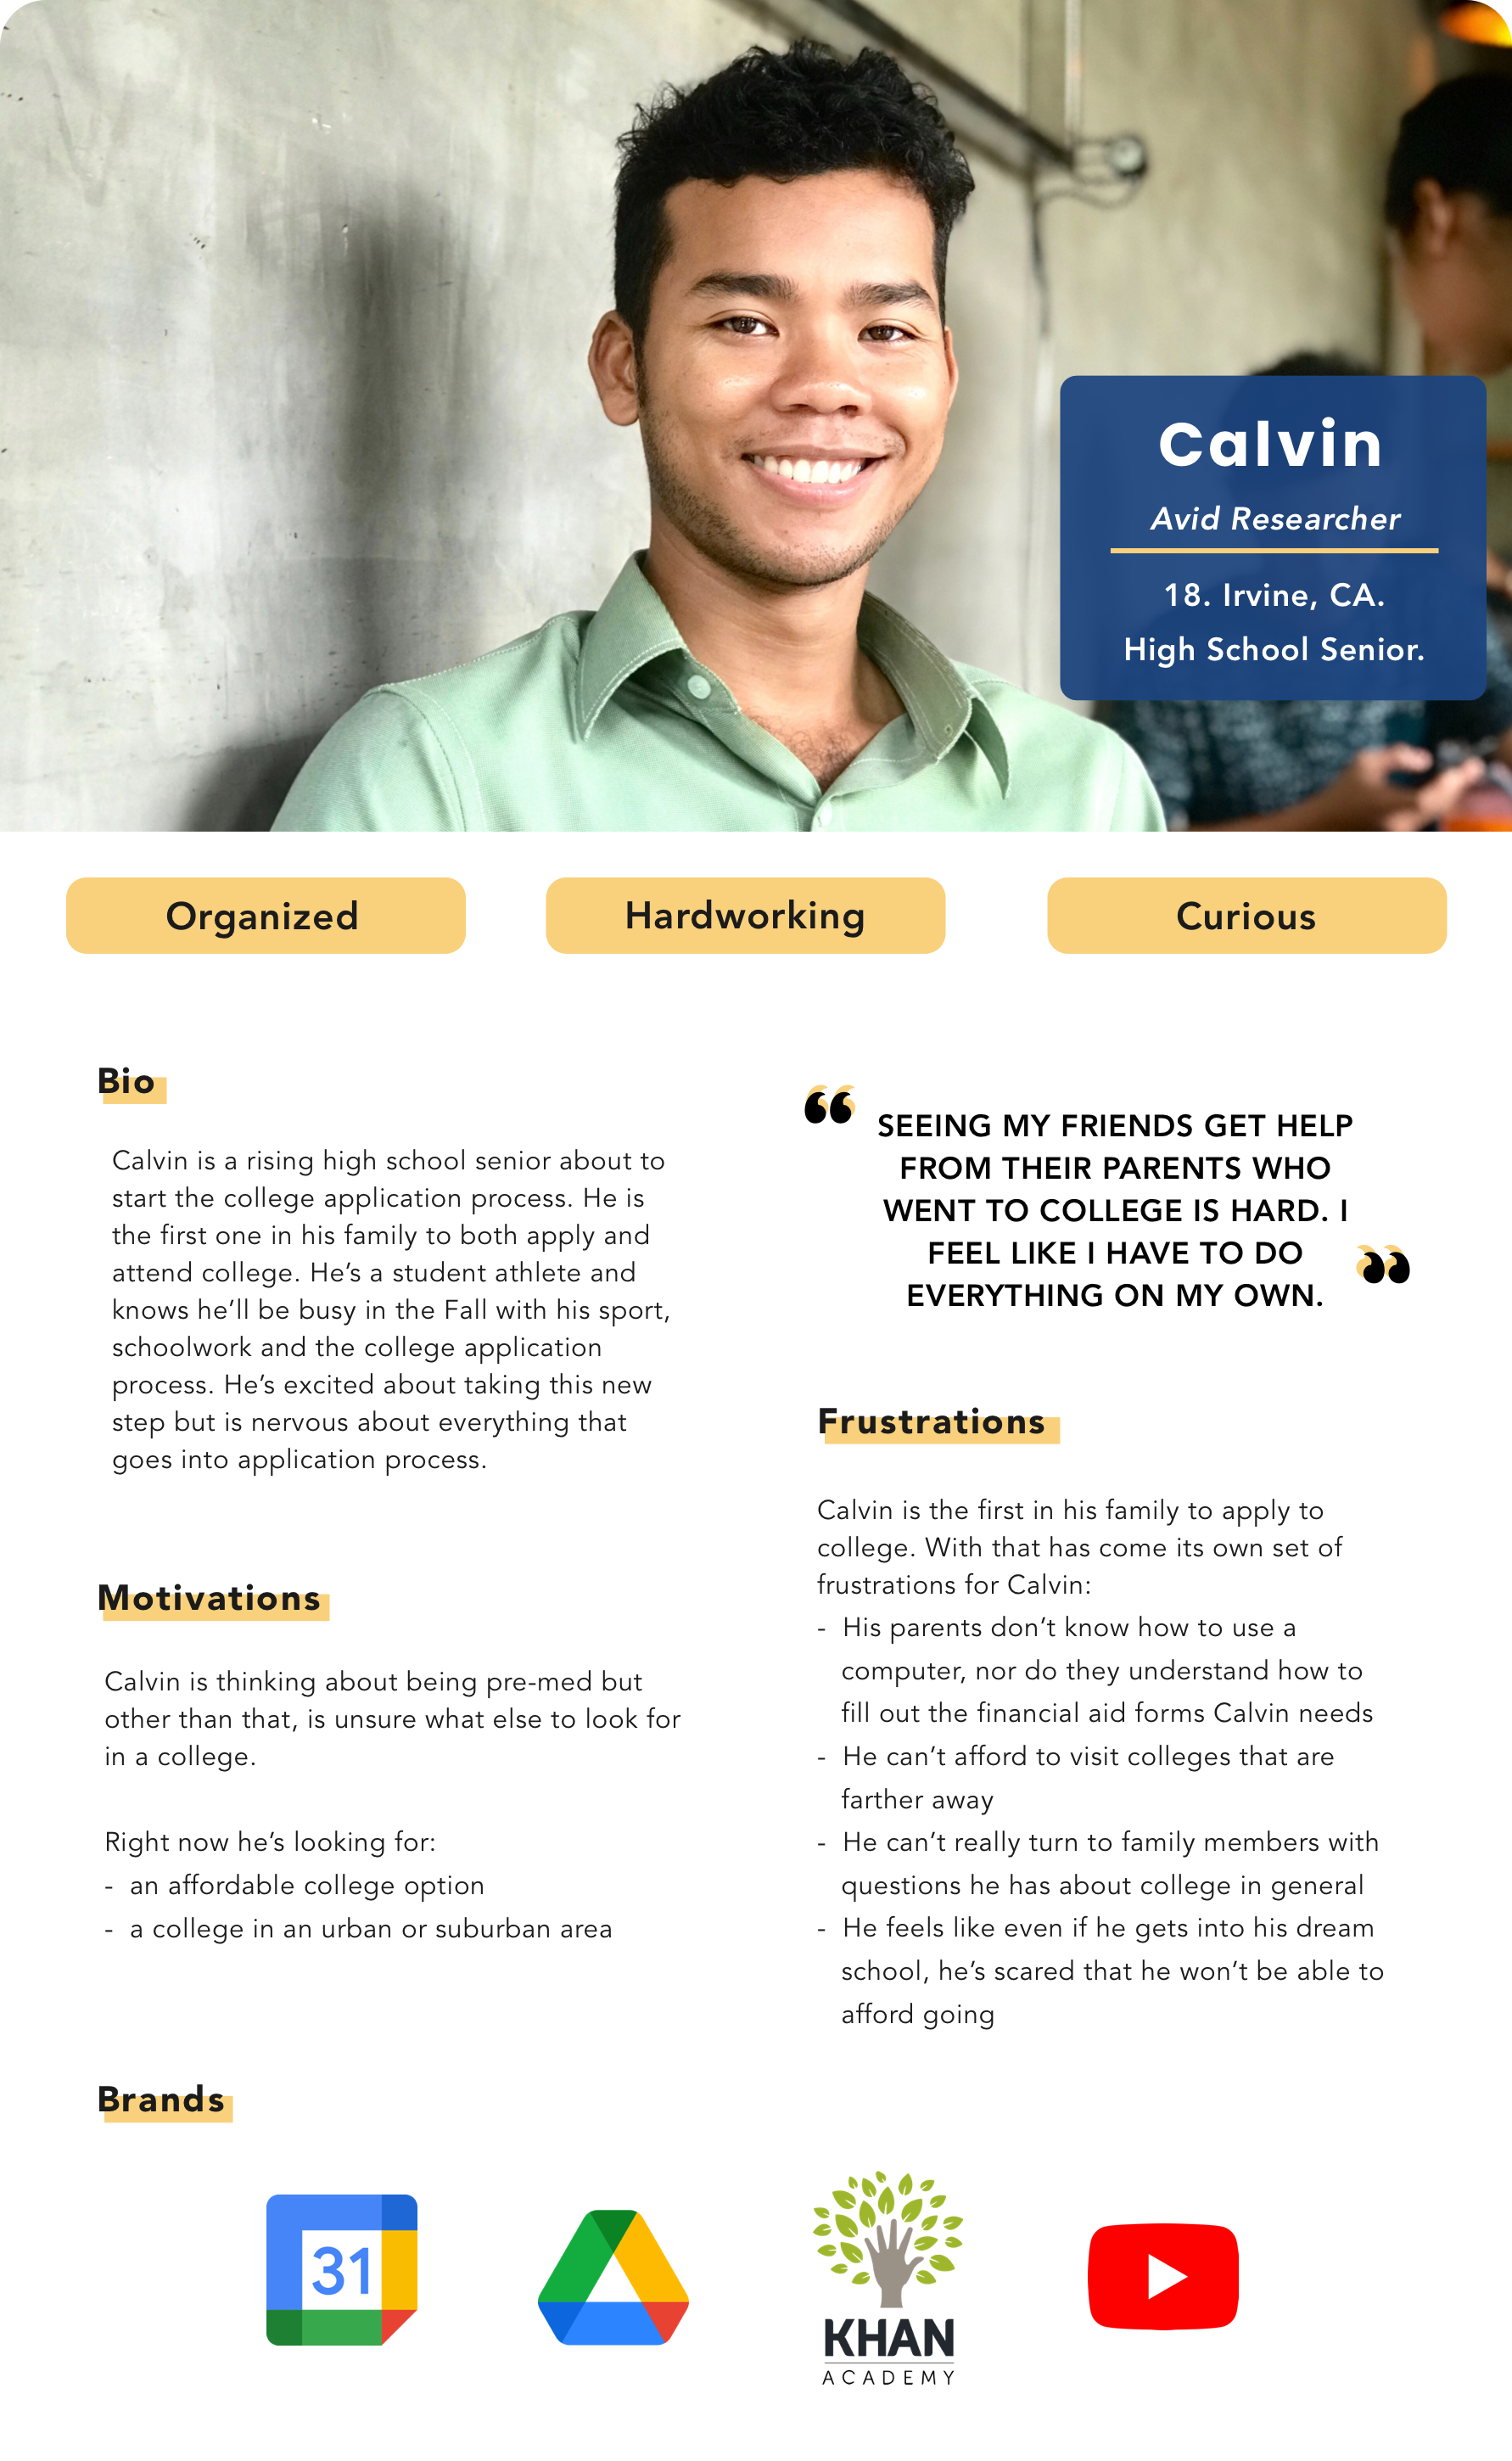 Calvin
Avid Researcher
18. Irvine, CA.
High School Senior.
Organized
Hardworking
Curious
Bio
Calvin is a rising high school senior about to
start the college application process. He is
the first one in his family to both apply and
attend college. He’s a student athlete and
knows he’ll be busy in the Fall with his sport,
schoolwork and the college application
process. He’s excited about taking this new
step but is nervous about everything that
goes into application process.
Motivations
Calvin is thinking about being pre-med but
other than that, is unsure what else to look for
in a college.
Right now he’s looking for:
- an affordable college option
- a college in an urban or suburban area
“ SEEING MY FRIENDS GET HELP
FROM THEIR PARENTS WHO
WENT TO COLLEGE IS HARD. I
FEEL LIKE I HAVE TO DO
EVERYTHING ON MY OWN. ”
Frustrations
Calvin is the first in his family to apply to
college. With that has come its own set of
frustrations for Calvin:
- His parents don’t know how to use a
computer, nor do they understand how to
fill out the financial aid forms Calvin needs
- He can’t afford to visit colleges that are
farther away
- He can’t really turn to family members with
questions he has about college in general
- He feels like even if he gets into his dream
school, he’s scared that he won’t be able to
afford going
Brands
31
KHAN
ACADEMY